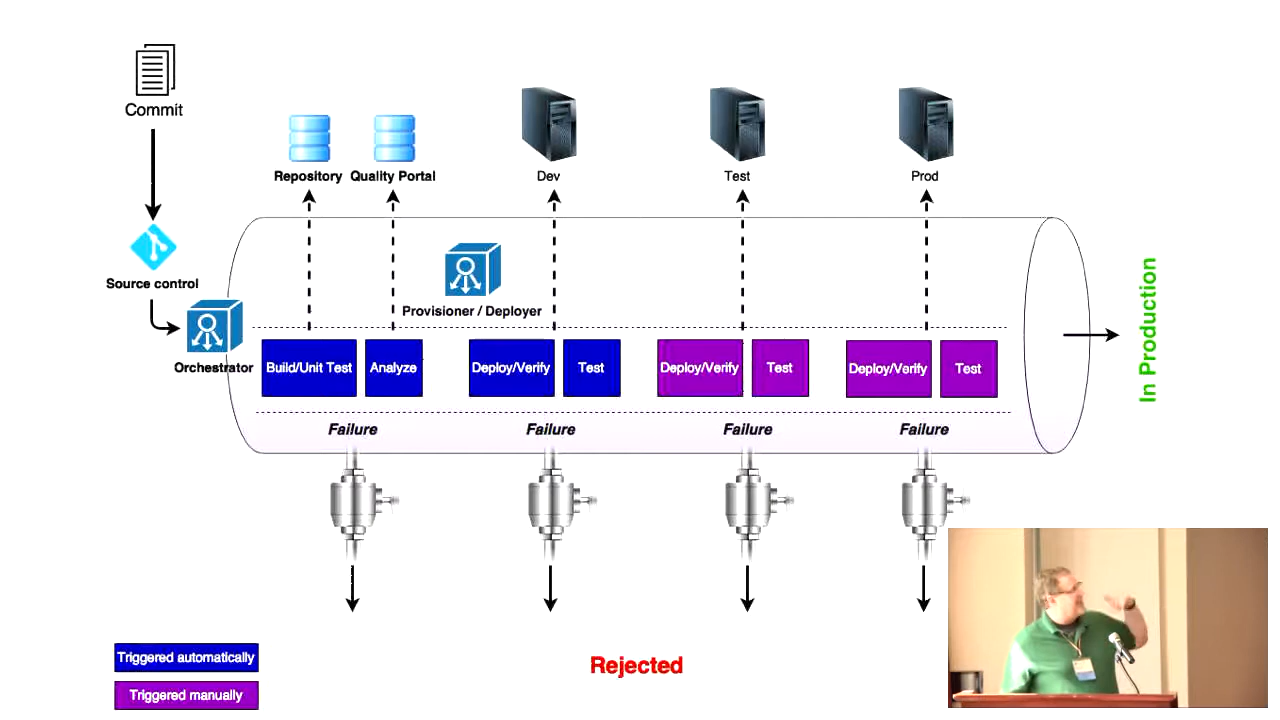 Commit
Repository
Quality Portal
Dev
Test
Prod
Source control
Provisioner / Deployer
Orchestrator
Build/Unit Test
Analyze
Deploy/Verify
Test
Deploy/Verify
Test
Deploy/Verify
Test
In Production
Failure
Failure
Failure
Failure
Triggered automatically
Rejected
Triggered manually